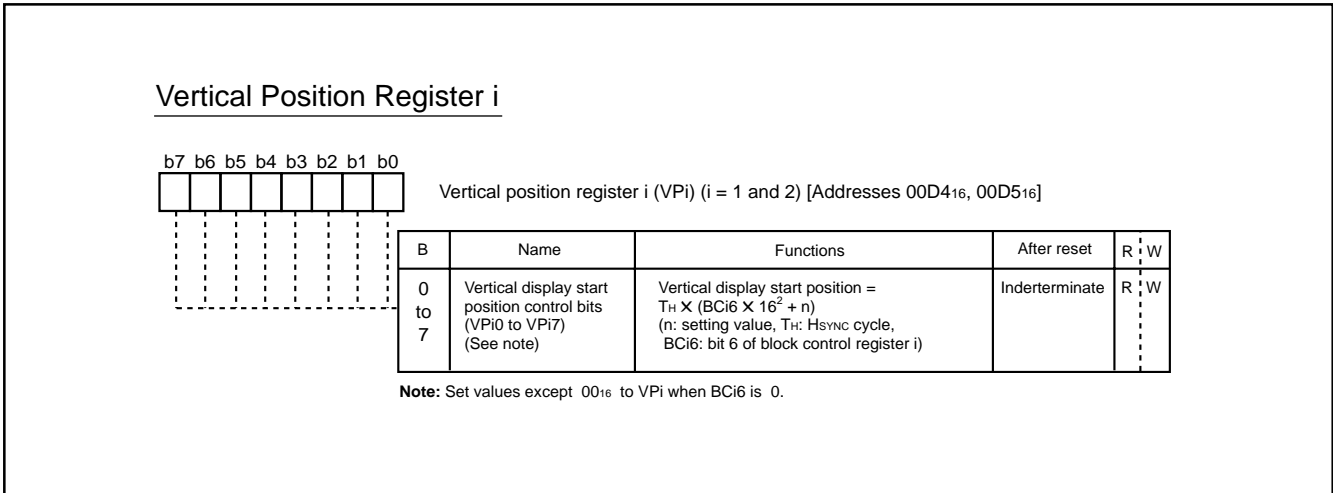 Vertical Position Register i
b7 b6 b5 b4 b3 b2 b1 b0
Vertical position register i (VPi) (i = 1 and 2) [Addresses 00D4₁₆, 00D5₁₆]
B Name Functions After reset R W
0 to 7
Vertical display start
position control bits
(VPi0 to VPi7)
(See note)
Vertical display start position =
TH X (BCi6 X 16² + n)
(n: setting value, TH: HSYNC cycle,
BCi6: bit 6 of block control register i)
Inderterminate R W
Note: Set values except 00₁₆ to VPi when BCi6 is 0.